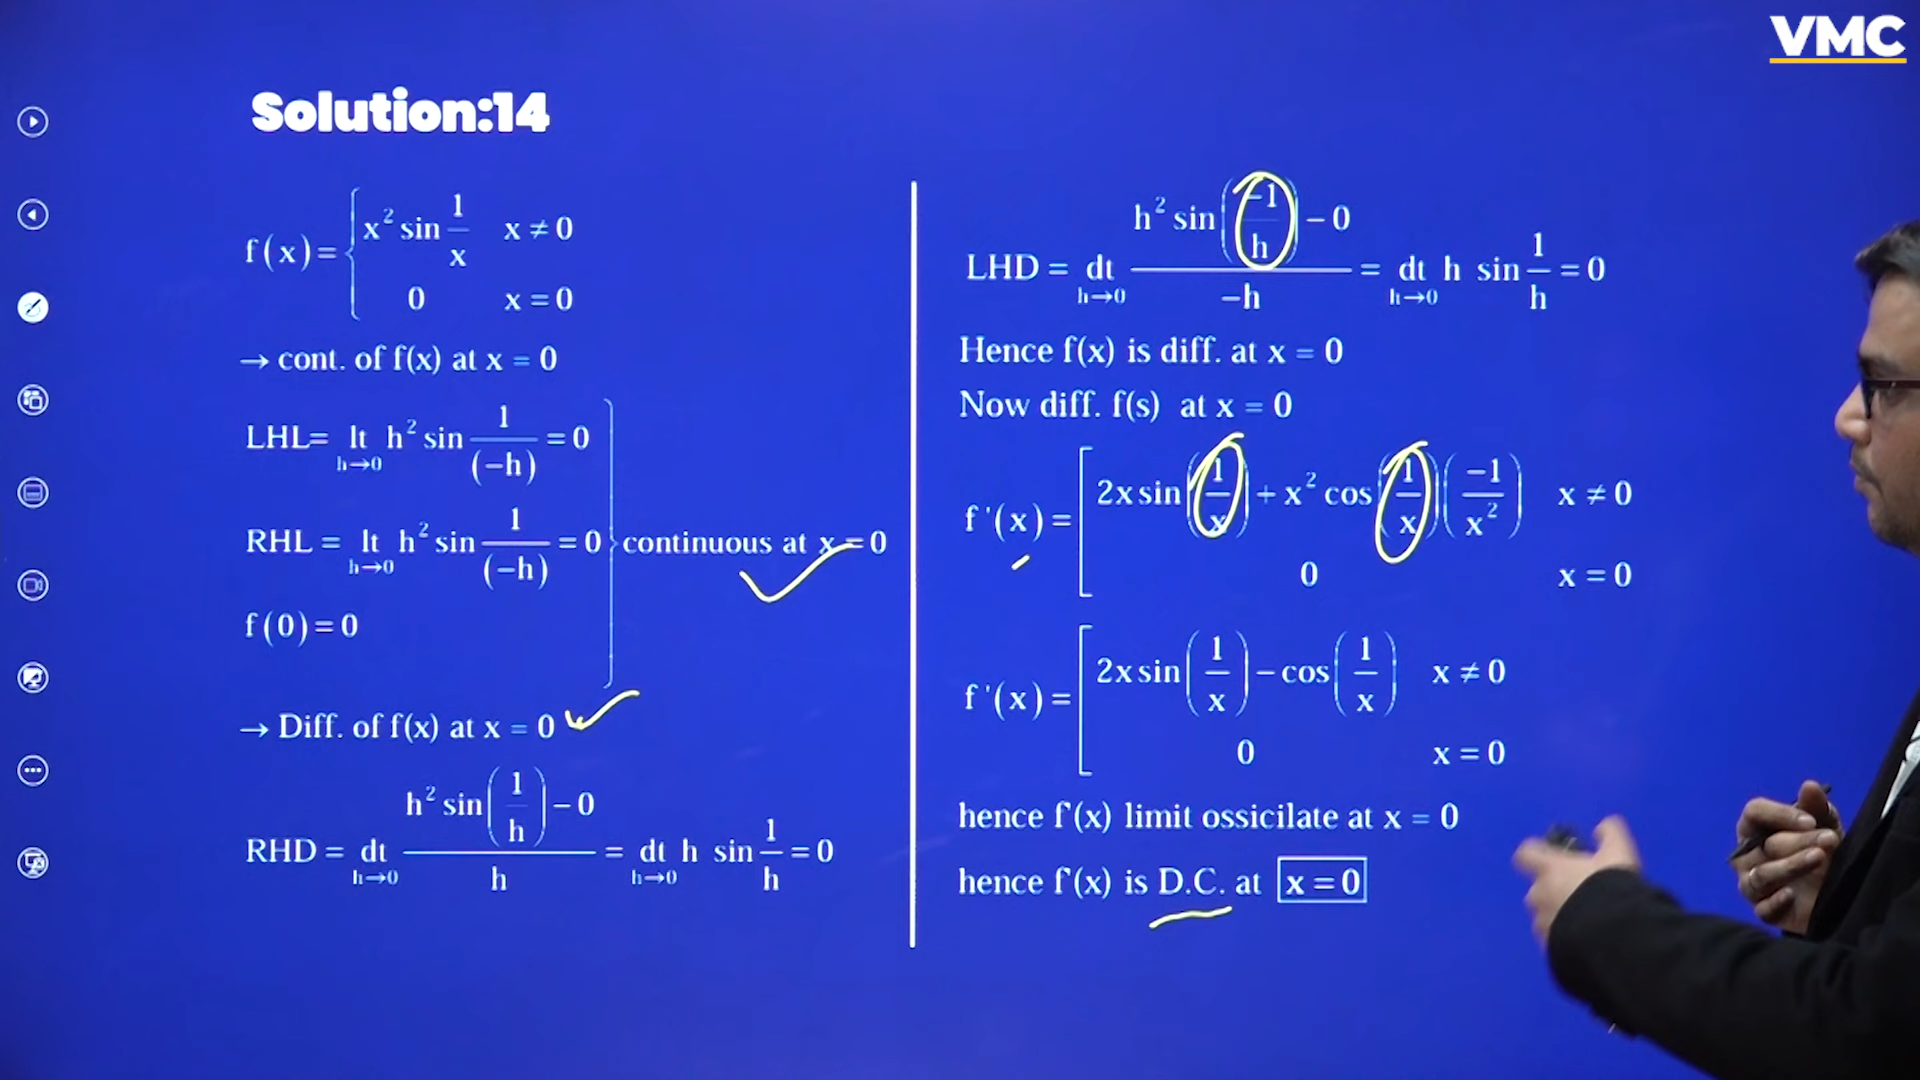 VMC
Solution:14
f(x) = { x² sin 1/x   x ≠ 0
0   x = 0
→ cont. of f(x) at x = 0
LHL= lt h→0 h² sin 1/(−h) = 0
RHL = lt h→0 h² sin 1/(−h) = 0 } continuous at x = 0
f(0) = 0
→ Diff. of f(x) at x = 0
RHD = dt h→0 (h² sin(1/h) − 0)/h = dt h→0 h sin 1/h = 0
LHD = dt h→0 (h² sin(−1/h) − 0)/−h = dt h→0 h sin 1/h = 0
Hence f(x) is diff. at x = 0
Now diff. f(s) at x = 0
f '(x) = [ 2x sin(1/x) + x² cos(1/x)(−1/x²)   x ≠ 0
0   x = 0
f '(x) = [ 2x sin(1/x) − cos(1/x)   x ≠ 0
0   x = 0
hence f'(x) limit ossicilate at x = 0
hence f'(x) is D.C. at x = 0